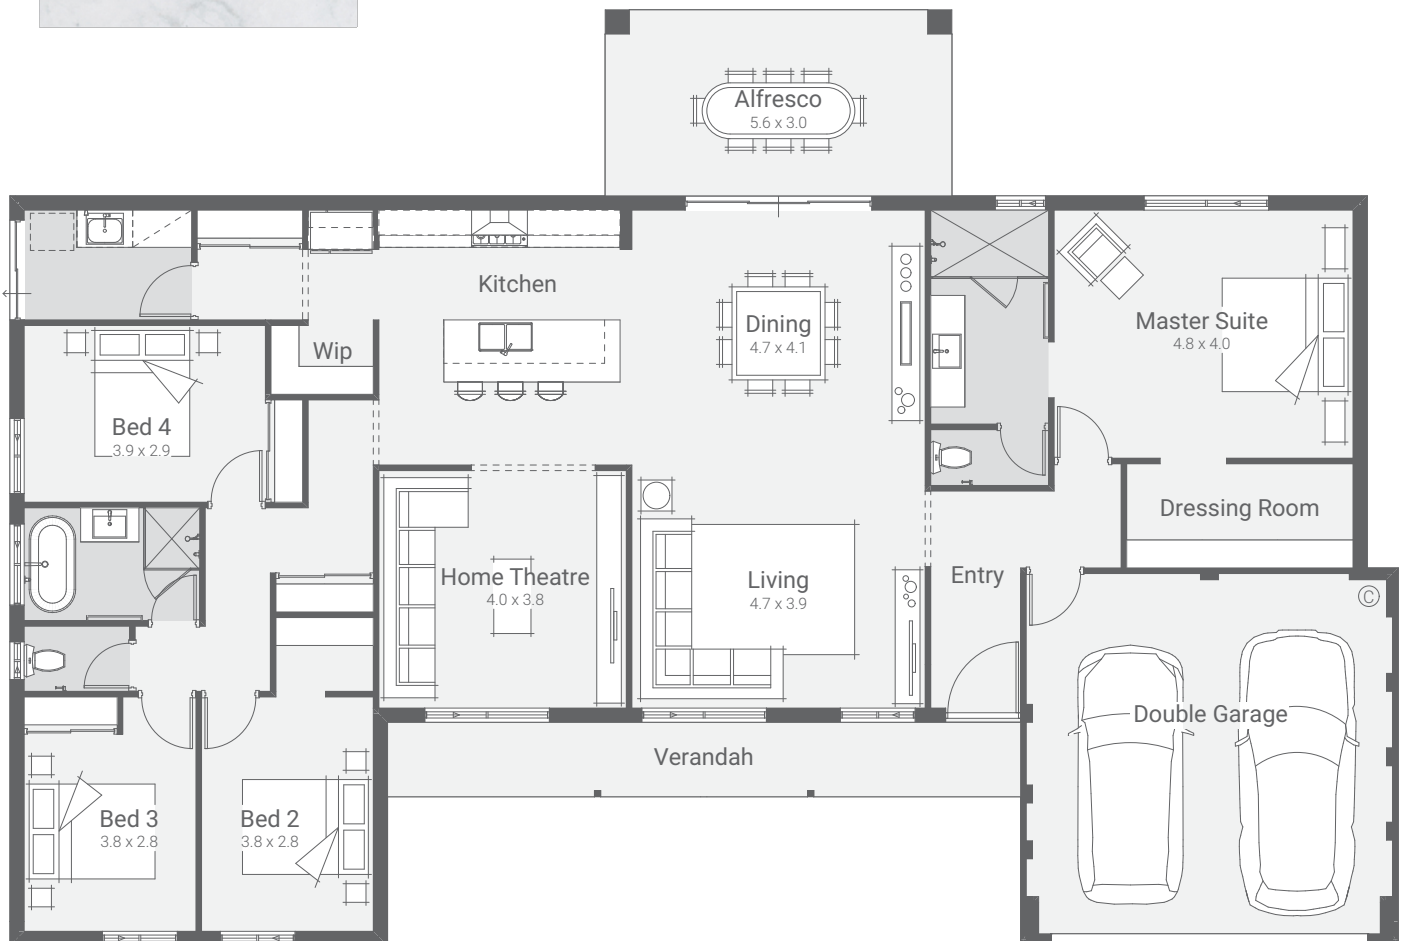 Alfresco
5.6 x 3.0
Kitchen
Wip
Dining
4.7 x 4.1
Master Suite
4.8 x 4.0
Bed 4
3.9 x 2.9
Dressing Room
Home Theatre
4.0 x 3.8
Living
4.7 x 3.9
Entry
C
Double Garage
Verandah
Bed 3
3.8 x 2.8
Bed 2
3.8 x 2.8